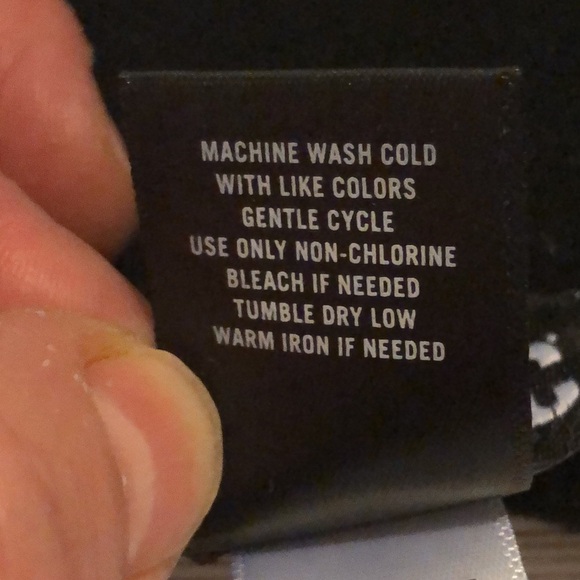 MACHINE WASH COLD
WITH LIKE COLORS
GENTLE CYCLE
USE ONLY NON-CHLORINE
BLEACH IF NEEDED
TUMBLE DRY LOW
WARM IRON IF NEEDED